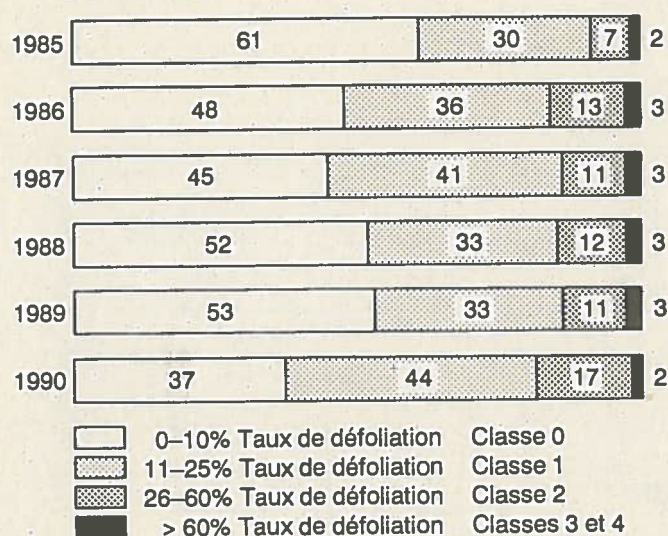 1985 61 30 7 2
1986 48 36 13 3
1987 45 41 11 3
1988 52 33 12 3
1989 53 33 11 3
1990 37 44 17 2
0–10% Taux de défoliation Classe 0
11–25% Taux de défoliation Classe 1
26–60% Taux de défoliation Classe 2
> 60% Taux de défoliation Classes 3 et 4